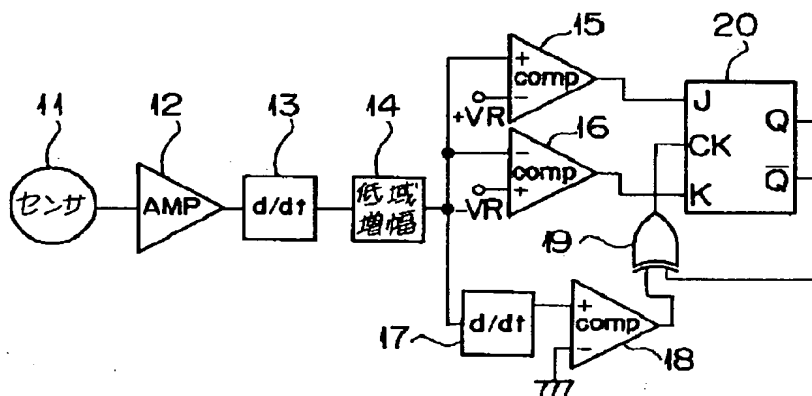 11
センサ
12
AMP
13
d/dt
14
低域
増幅
15
+
comp
-
+VR
16
-
comp
+
-VR
17
d/dt
+
comp
-
18
19
20
J
CK
K
Q
Q̅